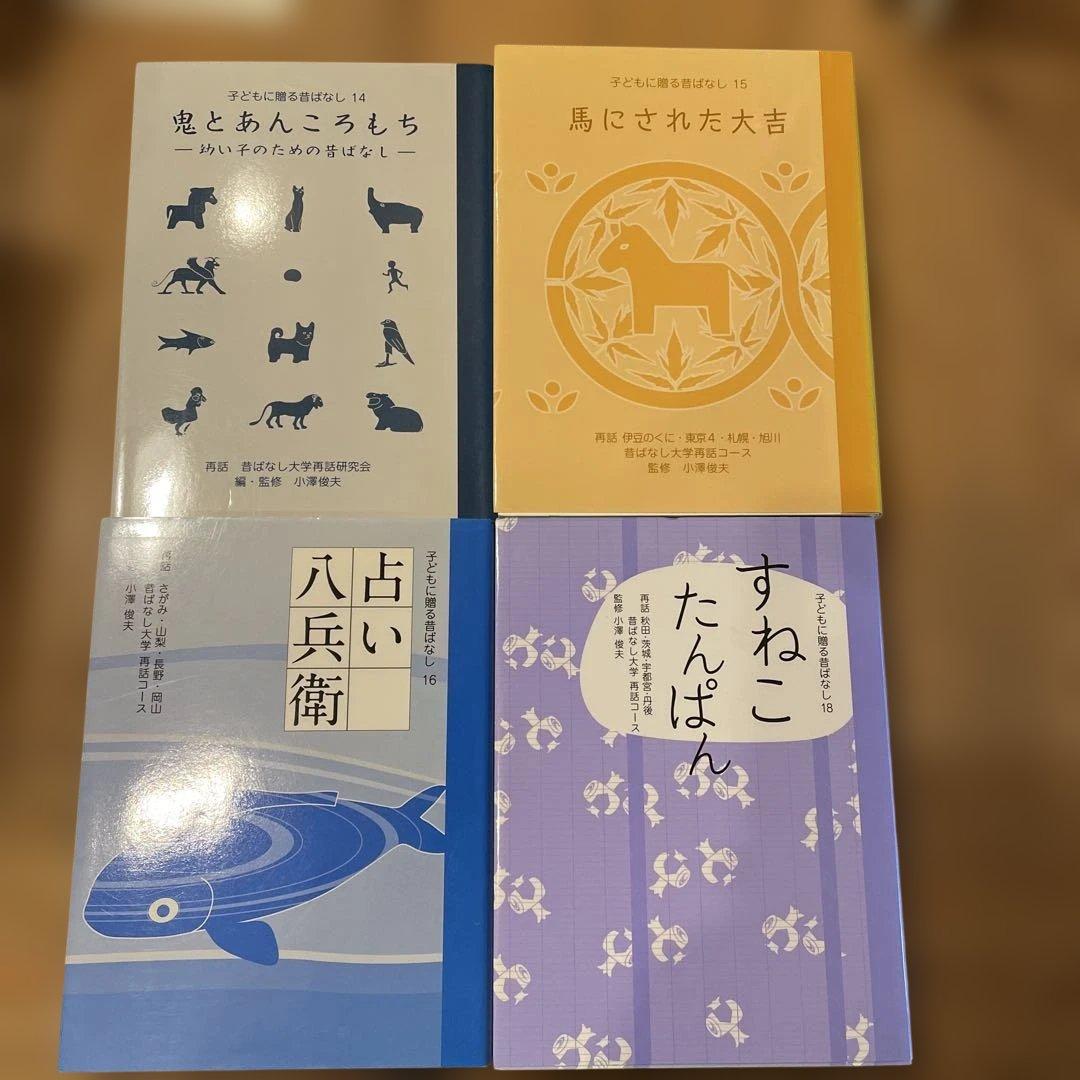 子どもに贈る昔ばなし 14
鬼とあんころもち
― 幼い子のための昔ばなし ―
再話 昔ばなし大学再話研究会
編・監修 小澤俊夫
子どもに贈る昔ばなし 15
馬にされた大吉
再話 伊豆のくに・東京4・札幌・旭川
昔ばなし大学再話コース
監修 小澤俊夫
子どもに贈る昔ばなし 16
占い
八兵衛
再話 さがみ・山梨・長野・岡山
昔ばなし大学 再話コース
小澤 俊夫
子どもに贈る昔ばなし 18
すねこ
たんぱん
再話 秋田・茨城・宇都宮・丹後
昔ばなし大学 再話コース
監修 小澤 俊夫